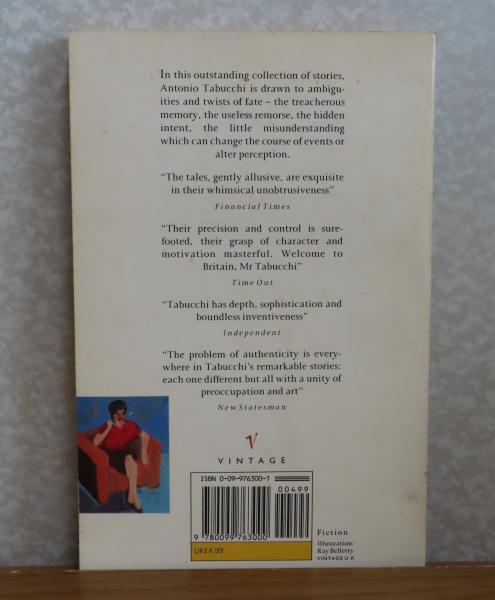 In this outstanding collection of stories,
Antonio Tabucchi is drawn to ambigu-
ities and twists of fate – the treacherous
memory, the useless remorse, the hidden
intent, the little misunderstanding
which can change the course of events or
alter perception.
“The tales, gently allusive, are exquisite
in their whimsical unobtrusiveness”
Financial Times
“Their precision and control is sure-
footed, their grasp of character and
motivation masterful. Welcome to
Britain, Mr Tabucchi”
Time Out
“Tabucchi has depth, sophistication and
boundless inventiveness”
Independent
“The problem of authenticity is every-
where in Tabucchi’s remarkable stories:
each one different but all with a unity of
preoccupation and art”
New Statesman
V
VINTAGE
ISBN 0-09-976300-1
00499
9 780099 763000
UK£4.99
Fiction
Illustration:
Ray Belletty
VINTAGE U K